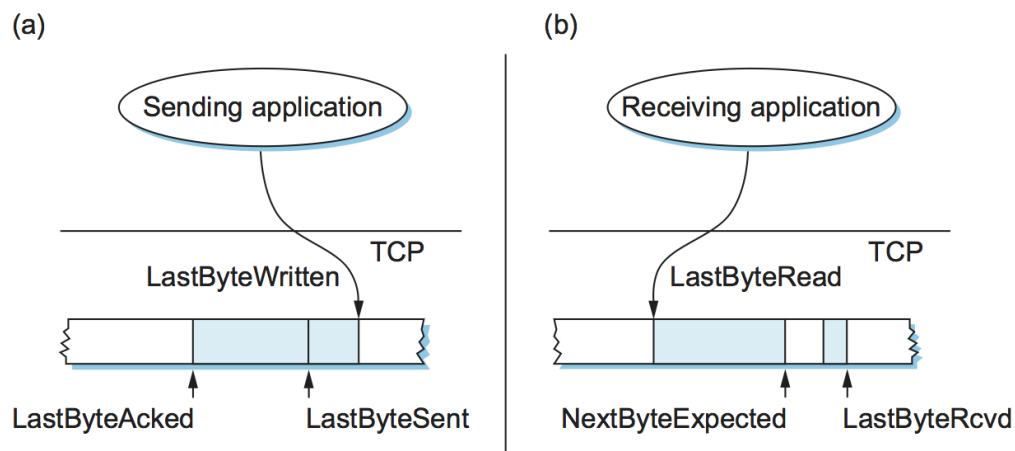 (a)
Sending application
TCP
LastByteWritten
LastByteAcked
LastByteSent
(b)
Receiving application
TCP
LastByteRead
NextByteExpected
LastByteRcvd